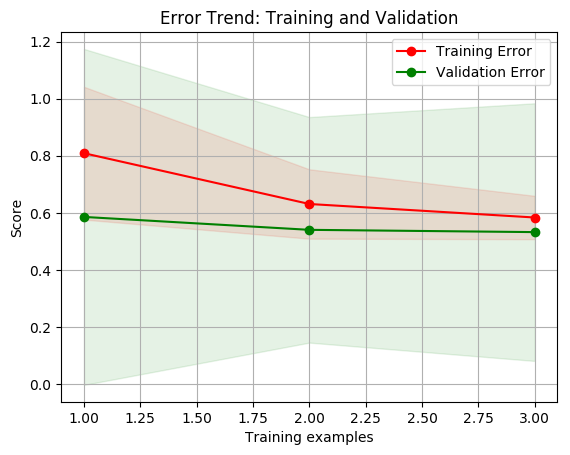 Error Trend: Training and Validation
1.2
1.0
0.8
0.6
0.4
0.2
0.0
Score
Training Error
Validation Error
1.00 1.25 1.50 1.75 2.00 2.25 2.50 2.75 3.00
Training examples